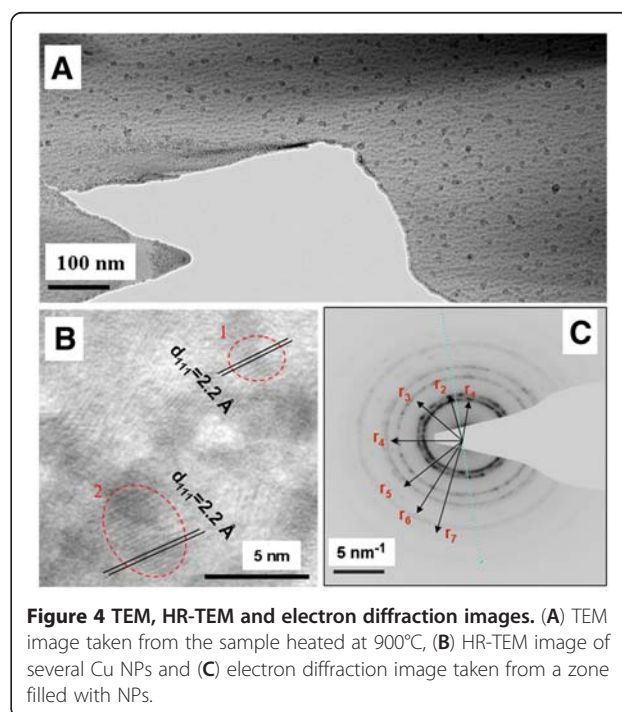 A
100 nm
B
1
d111=2.2 Å
2
d111=2.2 Å
5 nm
C
r1
r2
r3
r4
r5
r6
r7
5 nm-1
Figure 4 TEM, HR-TEM and electron diffraction images. (A) TEM
image taken from the sample heated at 900°C, (B) HR-TEM image of
several Cu NPs and (C) electron diffraction image taken from a zone
filled with NPs.